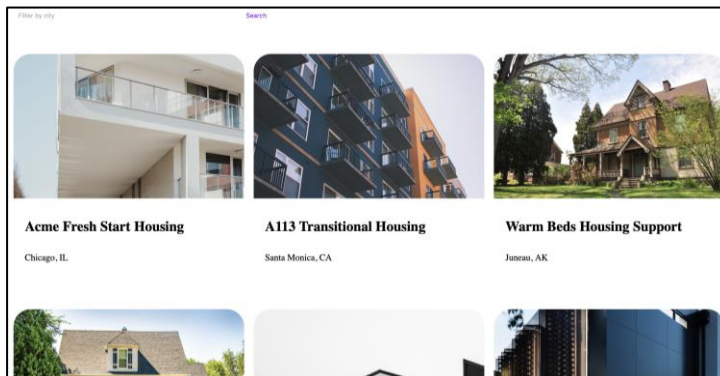 Filter by city
Search
Acme Fresh Start Housing
A113 Transitional Housing
Warm Beds Housing Support
Chicago, IL
Santa Monica, CA
Juneau, AK